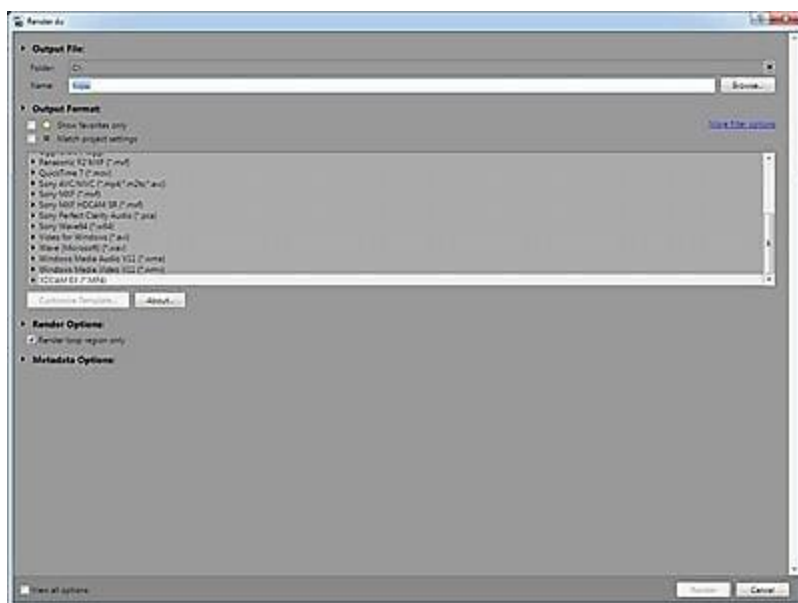 Render As
Output File:
Folder: C:\
Name:
Browse...
Output Format:
Show favorites only
Match project settings
More filter options
Panasonic P2 MXF (*.mxf)
QuickTime 7 (*.mov)
Sony AVC/MVC (*.mp4;*.m2ts;*.avc)
Sony MXF (*.mxf)
Sony MXF HDCAM SR (*.mxf)
Sony Perfect Clarity Audio (*.pca)
Sony Wave64 (*.w64)
Video for Windows (*.avi)
Wave (Microsoft) (*.wav)
Windows Media Audio V11 (*.wma)
Windows Media Video V11 (*.wmv)
XDCAM EX (*.MP4)
Customize Template...
About...
Render Options:
Render loop region only
Metadata Options:
View all options
Render
Cancel